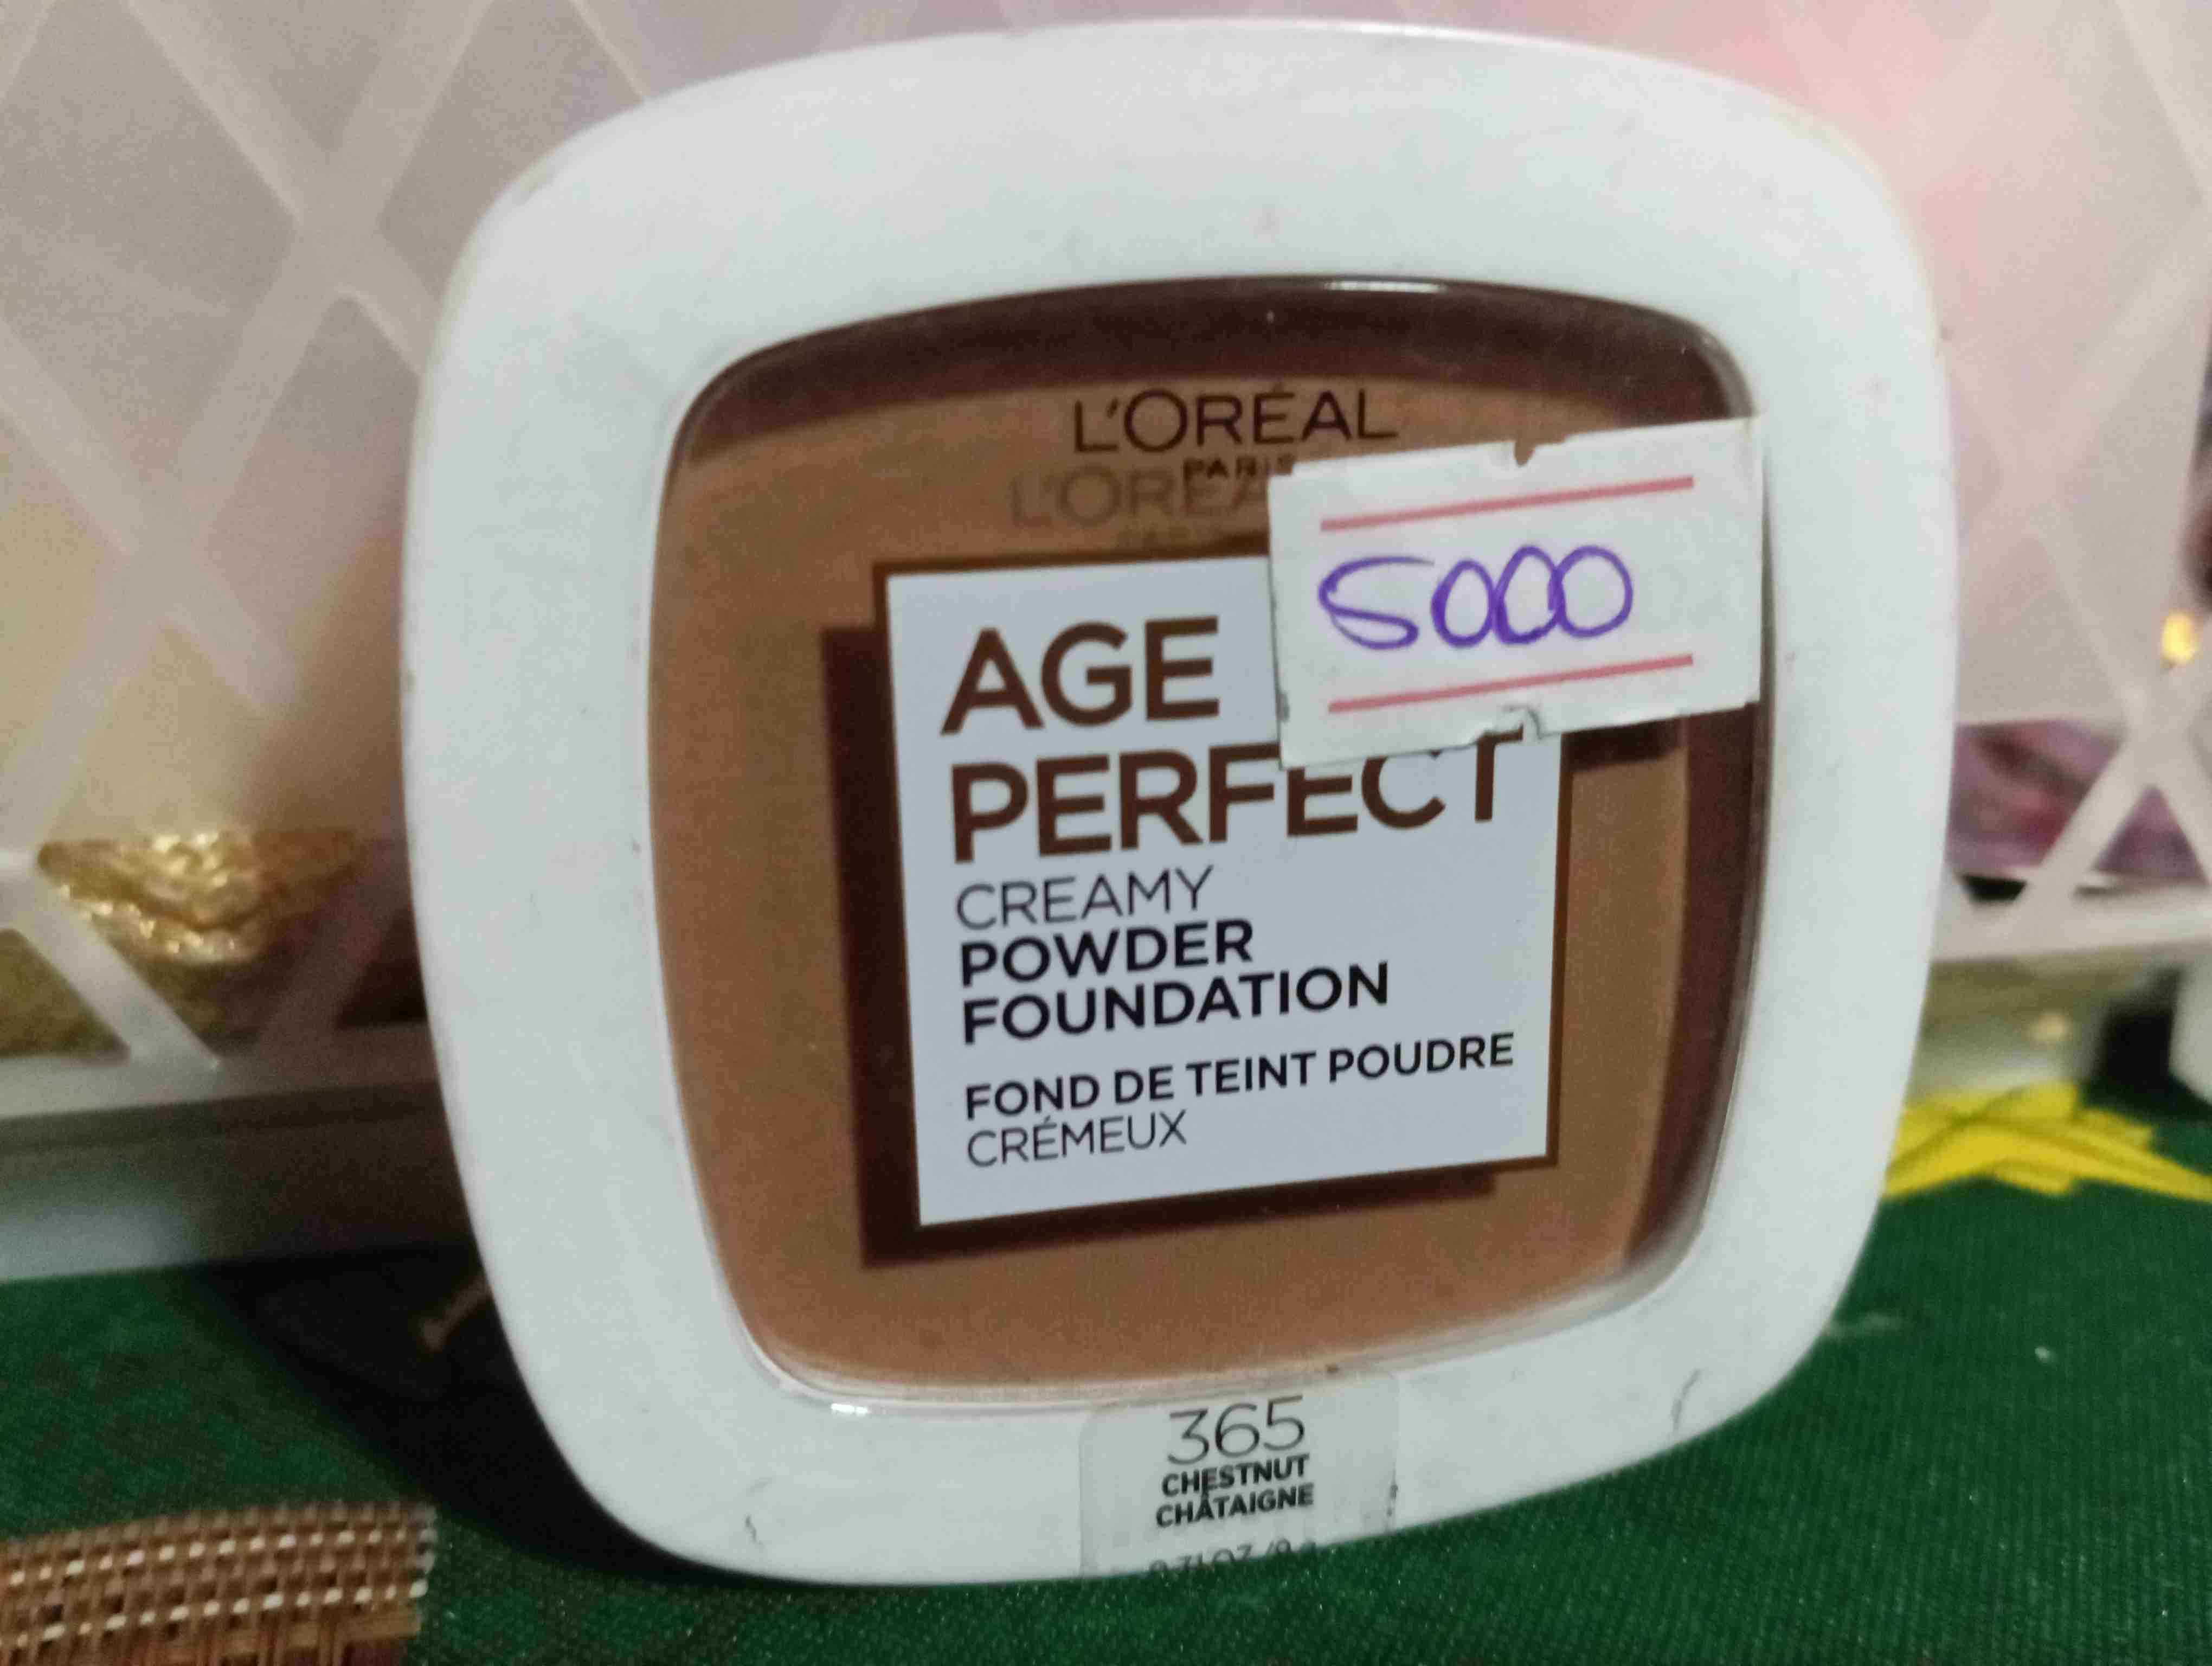 L'ORÉAL
PARIS
5000
AGE
PERFECT
CREAMY
POWDER
FOUNDATION
FOND DE TEINT POUDRE
CRÉMEUX
365
CHESTNUT
CHÂTAIGNE